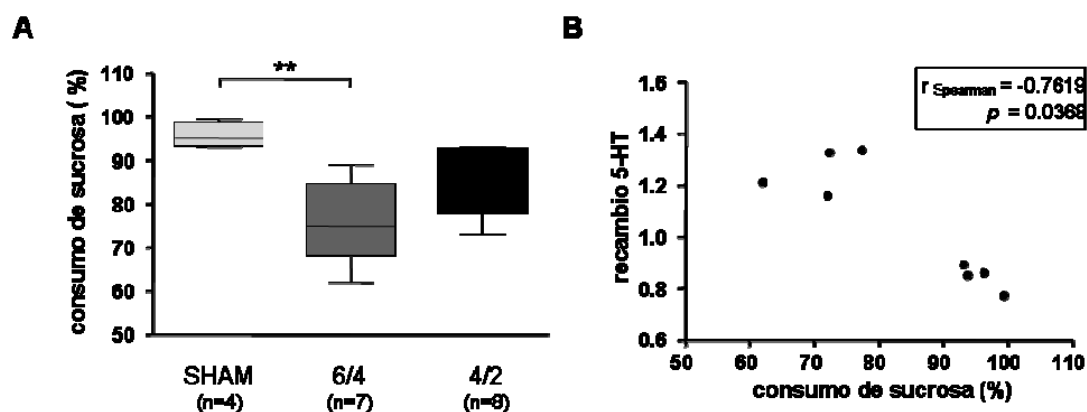 A
consumo de sucrosa ( %)
110
100
90
80
70
60
50
**
SHAM
(n=4)
6/4
(n=7)
4/2
(n=8)
B
recambio 5-HT
1.6
1.4
1.2
1.0
0.8
0.6
r Spearman = -0.7619
p = 0.0368
50
60
70
80
90
100
110
consumo de sucrosa (%)